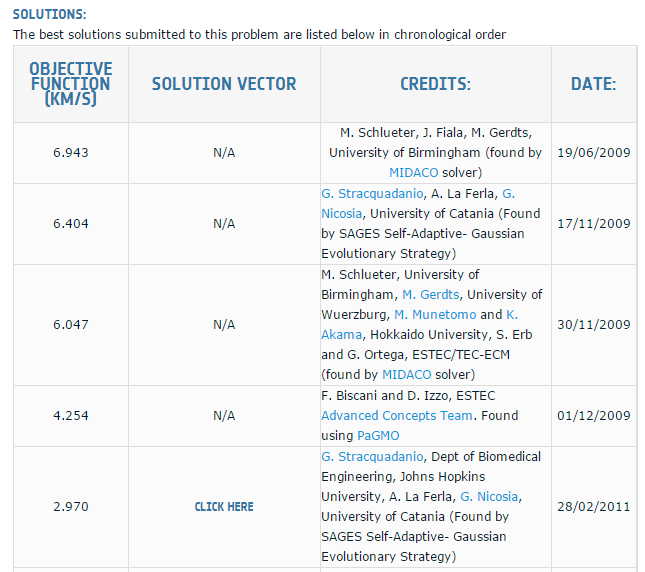 SOLUTIONS:
The best solutions submitted to this problem are listed below in chronological order
OBJECTIVE
FUNCTION
(KM/S)
SOLUTION VECTOR
CREDITS:
DATE:
6.943
N/A
M. Schlueter, J. Fiala, M. Gerdts,
University of Birmingham (found by
MIDACO solver)
19/06/2009
6.404
N/A
G. Stracquadanio, A. La Ferla, G.
Nicosia, University of Catania (Found
by SAGES Self-Adaptive- Gaussian
Evolutionary Strategy)
17/11/2009
6.047
N/A
M. Schlueter, University of
Birmingham, M. Gerdts, University of
Wuerzburg, M. Munetomo and K.
Akama, Hokkaido University, S. Erb
and G. Ortega, ESTEC/TEC-ECM
(found by MIDACO solver)
30/11/2009
4.254
N/A
F. Biscani and D. Izzo, ESTEC
Advanced Concepts Team. Found
using PaGMO
01/12/2009
2.970
CLICK HERE
G. Stracquadanio, Dept of Biomedical
Engineering, Johns Hopkins
University, A. La Ferla, G. Nicosia,
University of Catania (Found by
SAGES Self-Adaptive- Gaussian
Evolutionary Strategy)
28/02/2011